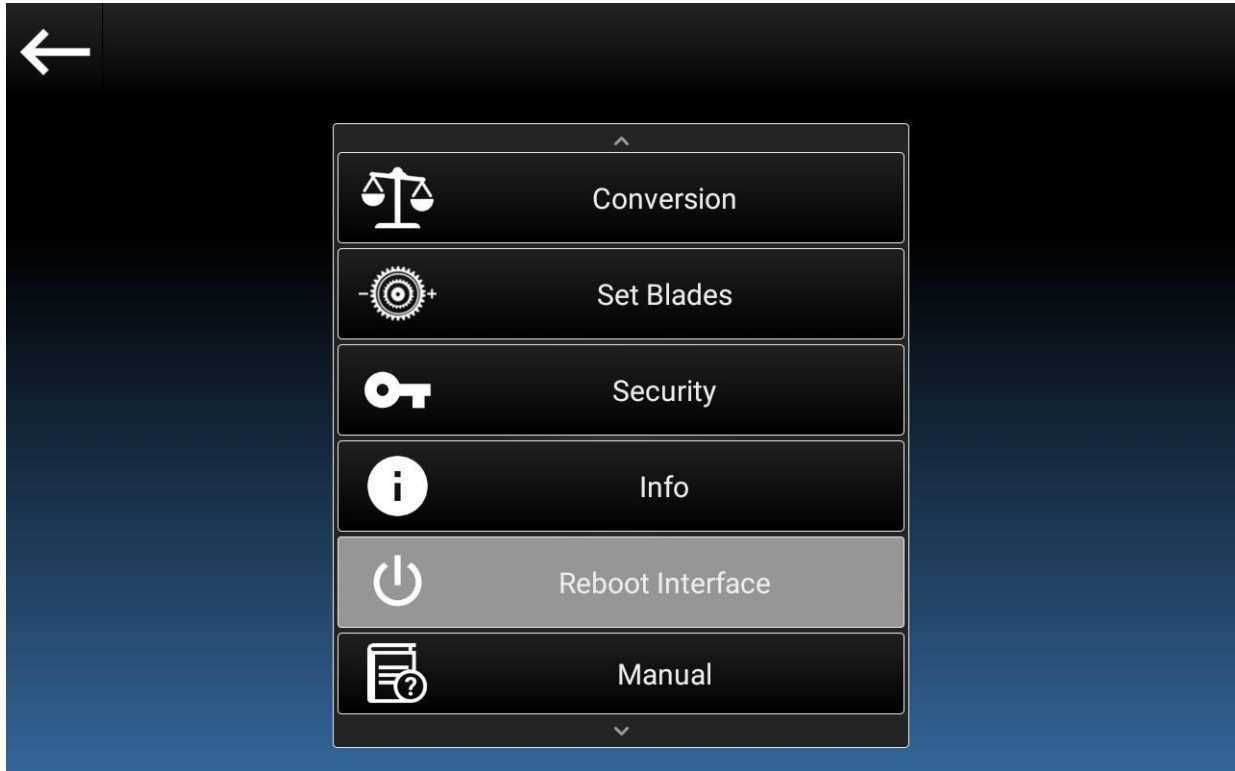 Conversion
Set Blades
Security
Info
Reboot Interface
Manual